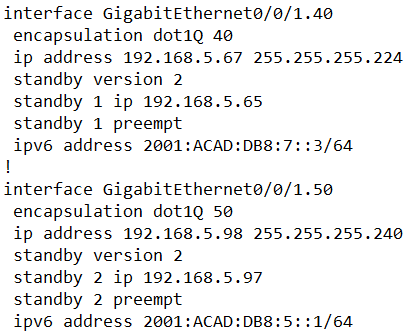 interface GigabitEthernet0/0/1.40
encapsulation dot1Q 40
ip address 192.168.5.67 255.255.255.224
standby version 2
standby 1 ip 192.168.5.65
standby 1 preempt
ipv6 address 2001:ACAD:DB8:7::3/64
!
interface GigabitEthernet0/0/1.50
encapsulation dot1Q 50
ip address 192.168.5.98 255.255.255.240
standby version 2
standby 2 ip 192.168.5.97
standby 2 preempt
ipv6 address 2001:ACAD:DB8:5::1/64